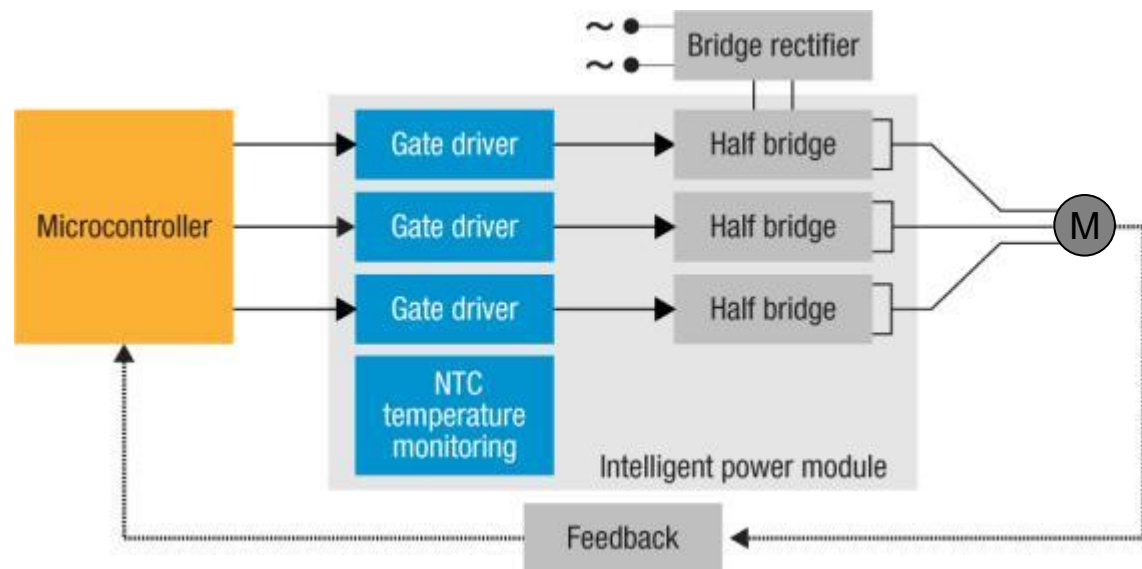 ~
~
Bridge rectifier
Microcontroller
Gate driver
Half bridge
Gate driver
Half bridge
M
Gate driver
Half bridge
NTC
temperature
monitoring
Intelligent power module
Feedback